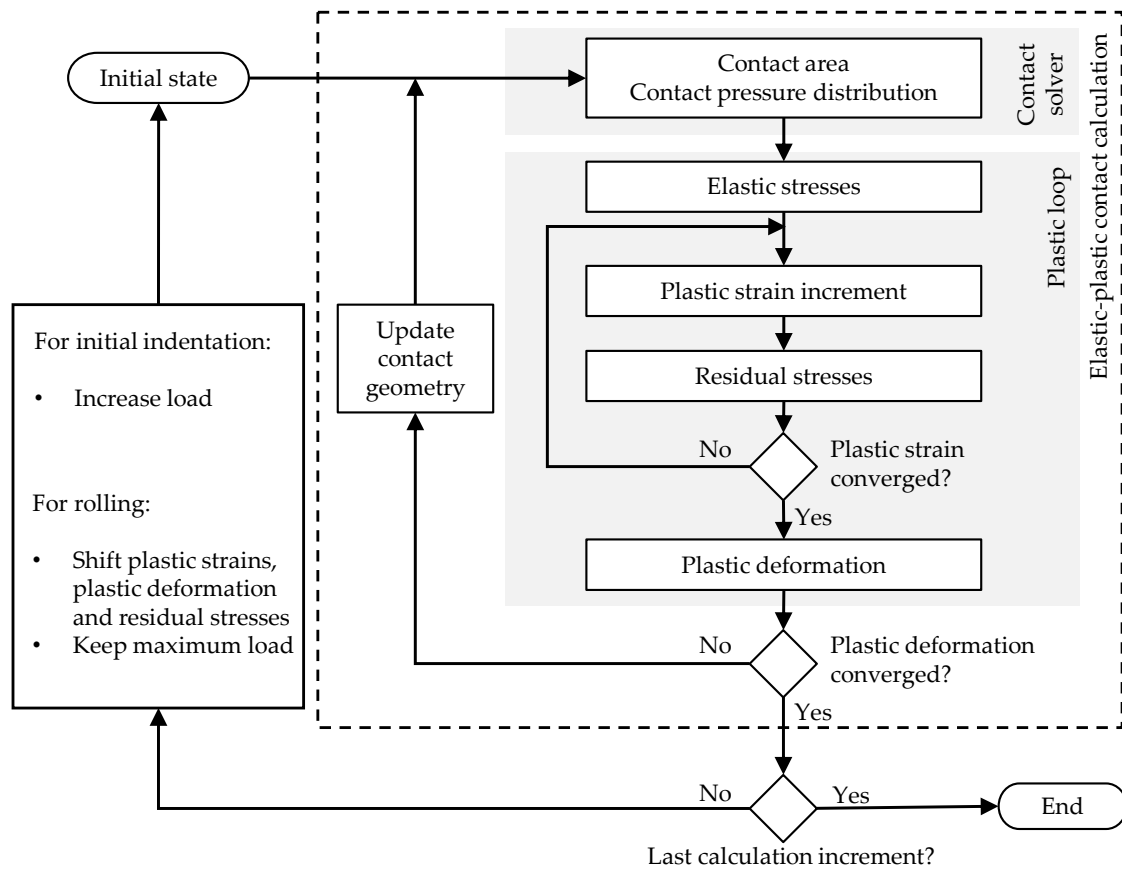 Initial state
Contact area
Contact pressure distribution
Contact
solver
Elastic-plastic contact calculation
Elastic stresses
Plastic loop
Plastic strain increment
Residual stresses
No
Plastic strain
converged?
Yes
Plastic deformation
Update
contact
geometry
No
Plastic deformation
converged?
Yes
For initial indentation:
• Increase load
For rolling:
• Shift plastic strains,
plastic deformation
and residual stresses
• Keep maximum load
No
Yes
End
Last calculation increment?